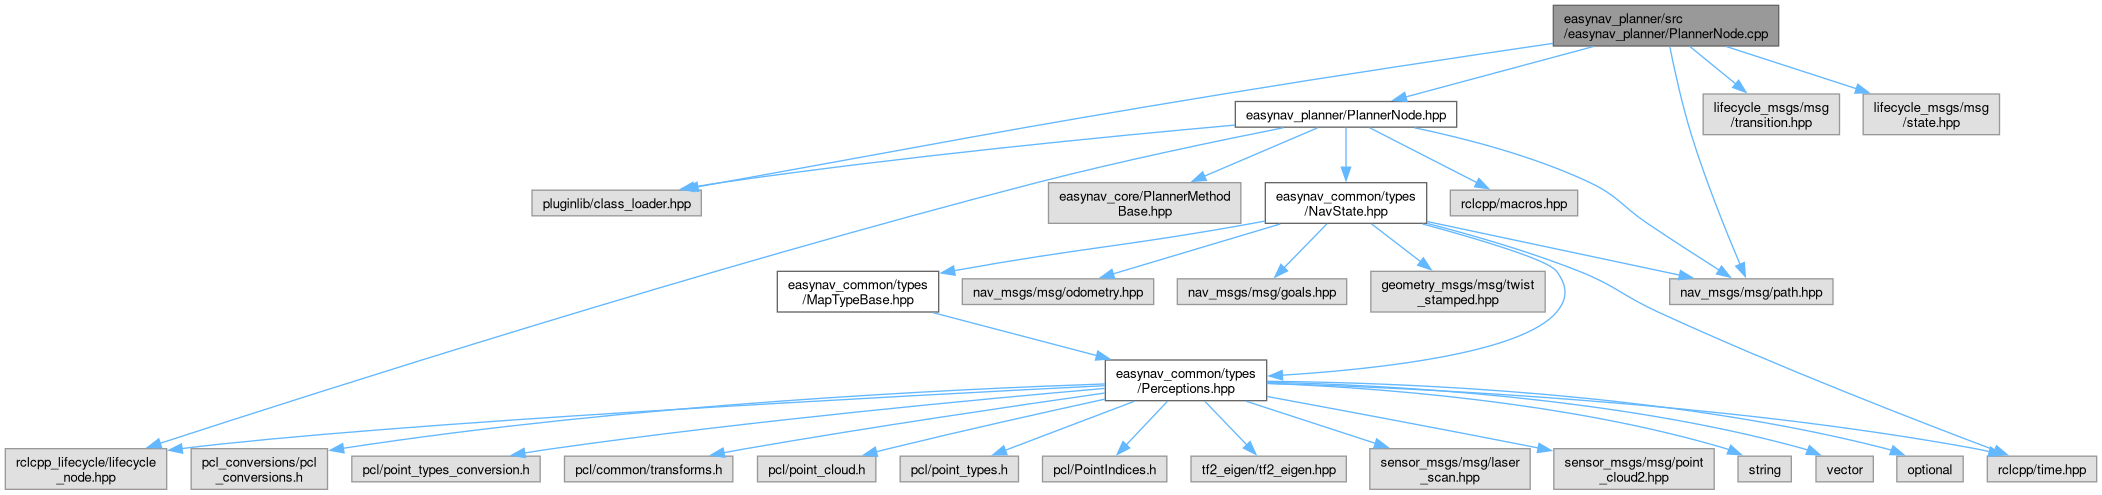 easynav_planner/src
/easynav_planner/PlannerNode.cpp
easynav_planner/PlannerNode.hpp
lifecycle_msgs/msg
/transition.hpp
lifecycle_msgs/msg
/state.hpp
pluginlib/class_loader.hpp
easynav_core/PlannerMethod
Base.hpp
easynav_common/types
/NavState.hpp
rclcpp/macros.hpp
easynav_common/types
/MapTypeBase.hpp
nav_msgs/msg/odometry.hpp
nav_msgs/msg/goals.hpp
geometry_msgs/msg/twist
_stamped.hpp
nav_msgs/msg/path.hpp
easynav_common/types
/Perceptions.hpp
rclcpp_lifecycle/lifecycle
_node.hpp
pcl_conversions/pcl
_conversions.h
pcl/point_types_conversion.h
pcl/common/transforms.h
pcl/point_cloud.h
pcl/point_types.h
pcl/PointIndices.h
tf2_eigen/tf2_eigen.hpp
sensor_msgs/msg/laser
_scan.hpp
sensor_msgs/msg/point
_cloud2.hpp
string
vector
optional
rclcpp/time.hpp